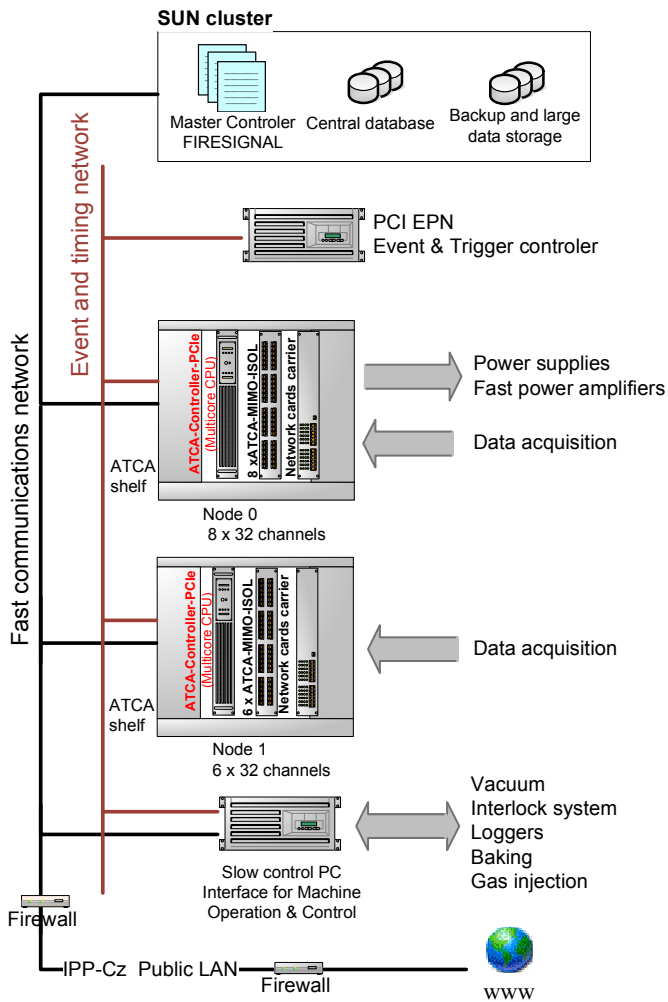 SUN cluster
Master Controler
FIRESIGNAL
Central database
Backup and large
data storage
Event and timing network
Fast communications network
PCI EPN
Event & Trigger controler
ATCA-Controller-PCIe
(Multicore CPU)
8 xATCA-MIMO-ISOL
Network cards carrier
Power supplies
Fast power amplifiers
Data acquisition
ATCA
shelf
Node 0
8 x 32 channels
ATCA-Controller-PCIe
(Multicore CPU)
6 x ATCA-MIMO-ISOL
Network cards carrier
Data acquisition
ATCA
shelf
Node 1
6 x 32 channels
Slow control PC
Interface for Machine
Operation & Control
Vacuum
Interlock system
Loggers
Baking
Gas injection
Firewall
IPP-Cz Public LAN
Firewall
www